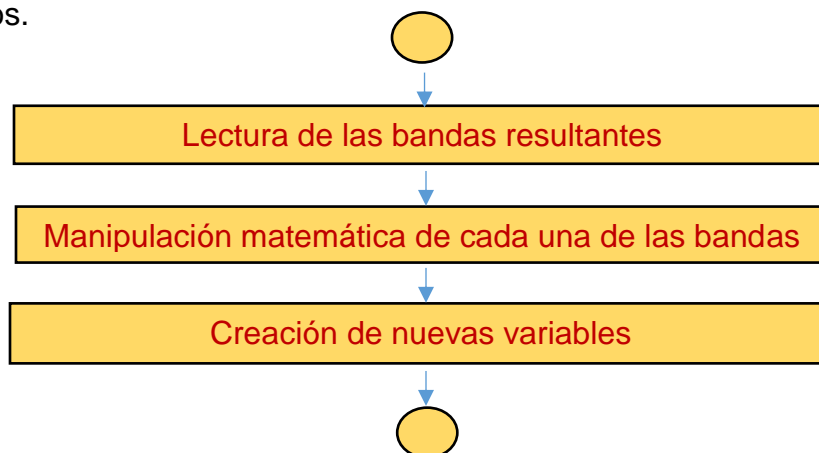 os.
Lectura de las bandas resultantes
Manipulación matemática de cada una de las bandas
Creación de nuevas variables